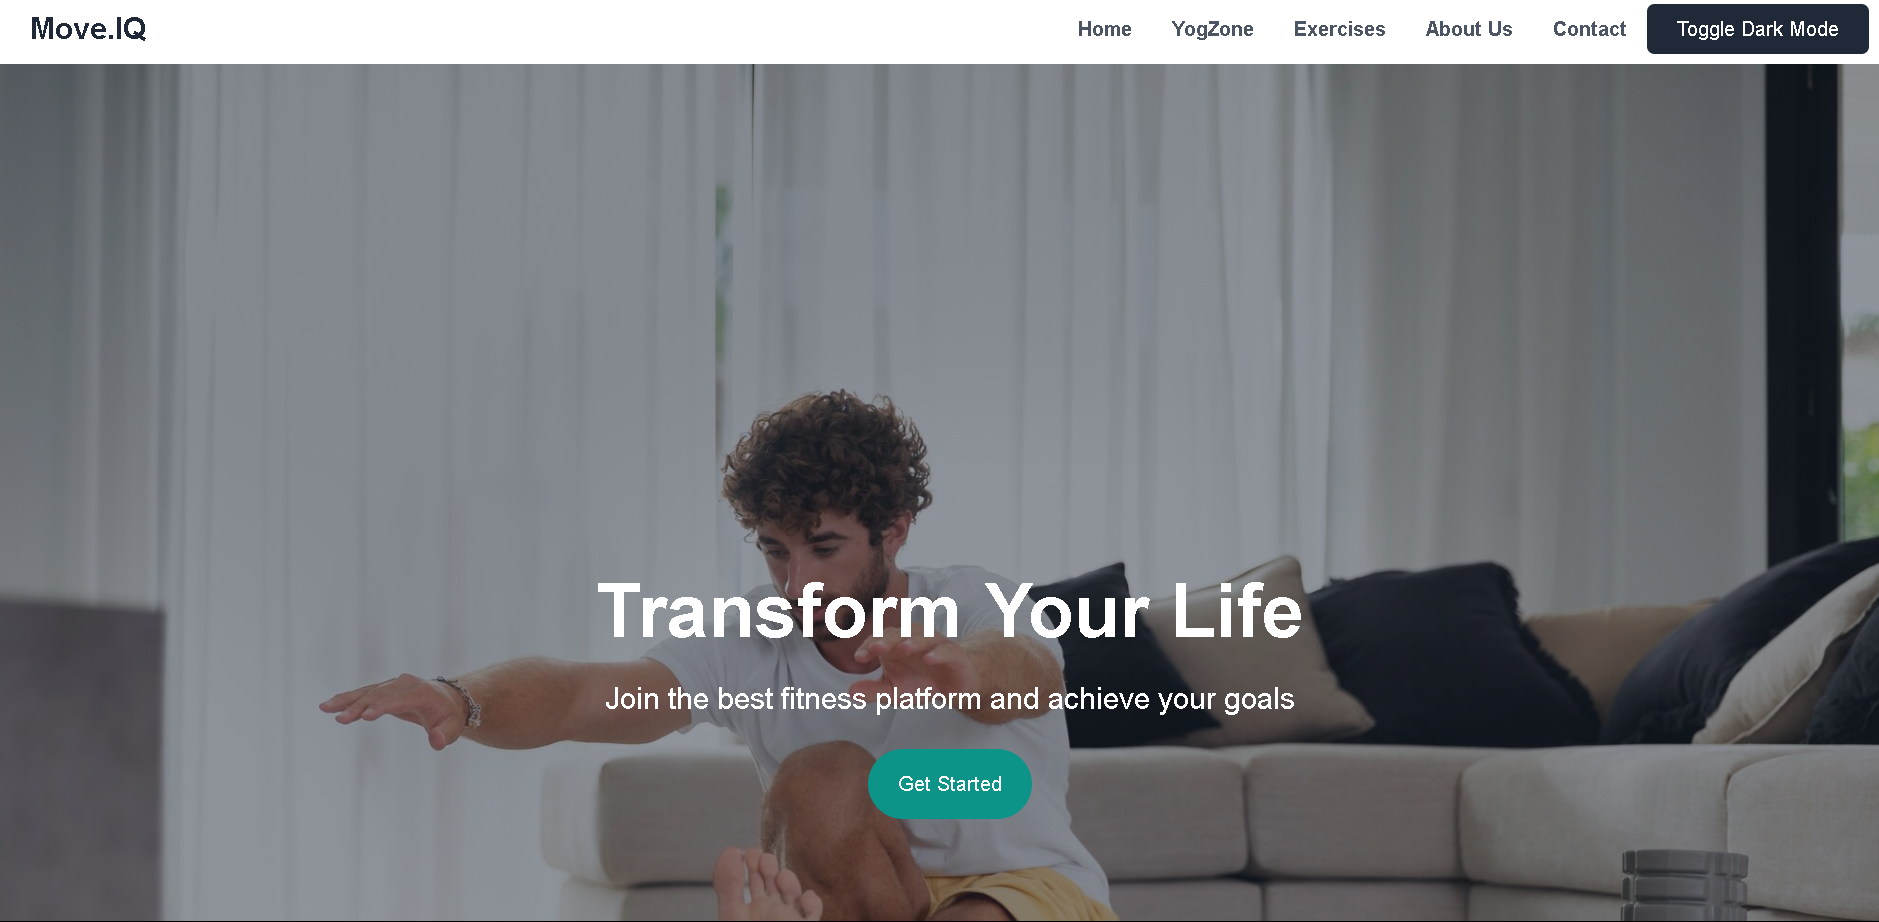 Move.IQ
Home YogZone Exercises About Us Contact Toggle Dark Mode
Transform Your Life
Join the best fitness platform and achieve your goals
Get Started